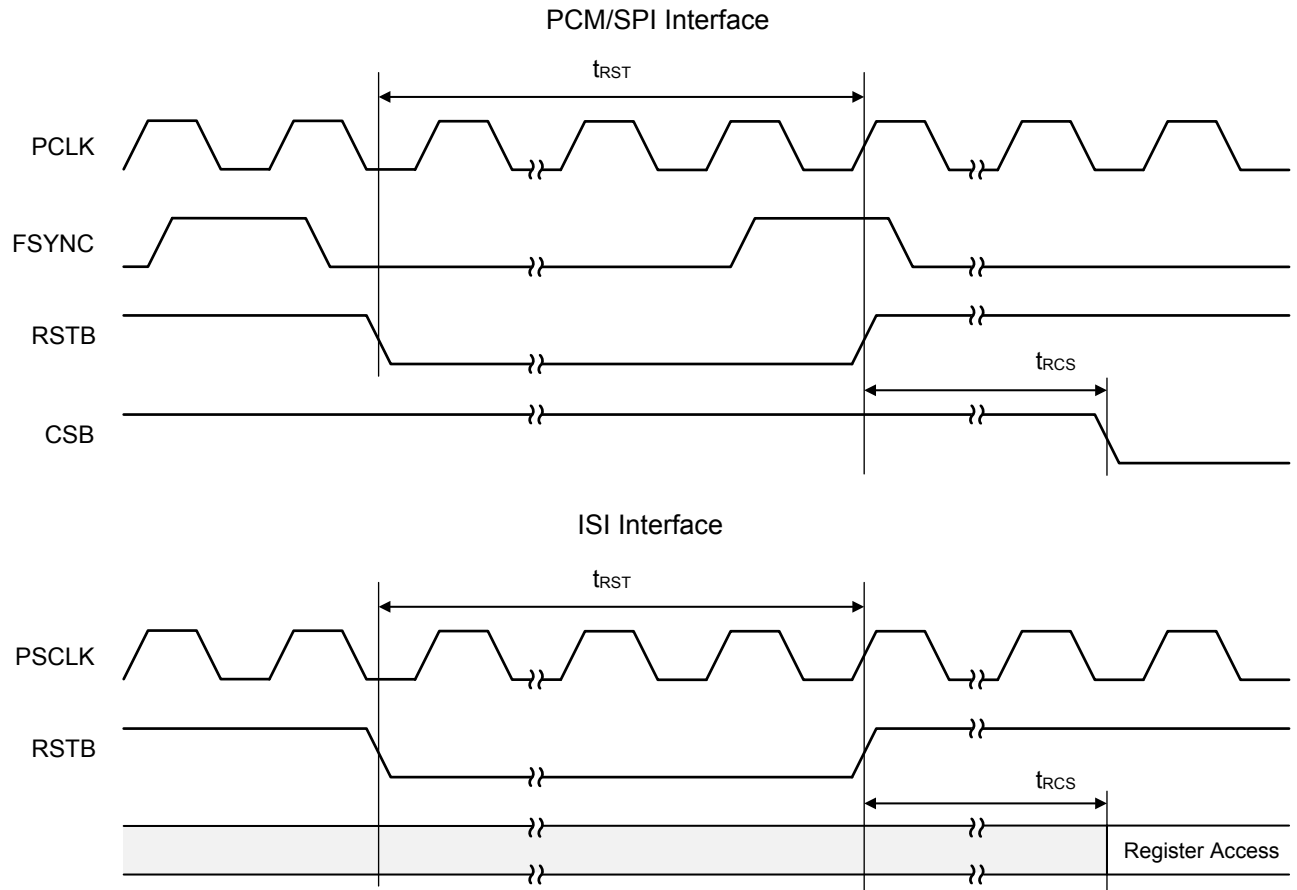 PCM/SPI Interface
tRST
PCLK
FSYNC
RSTB
tRCS
CSB
ISI Interface
tRST
PSCLK
RSTB
tRCS
Register Access